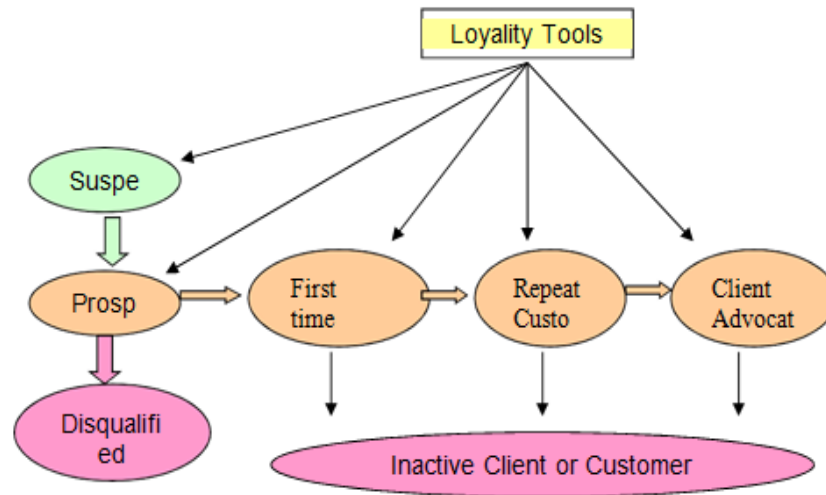 Loyality Tools
Suspe
Prosp
First
time
Repeat
Custo
Client
Advocat
Disqualifi
ed
Inactive Client or Customer